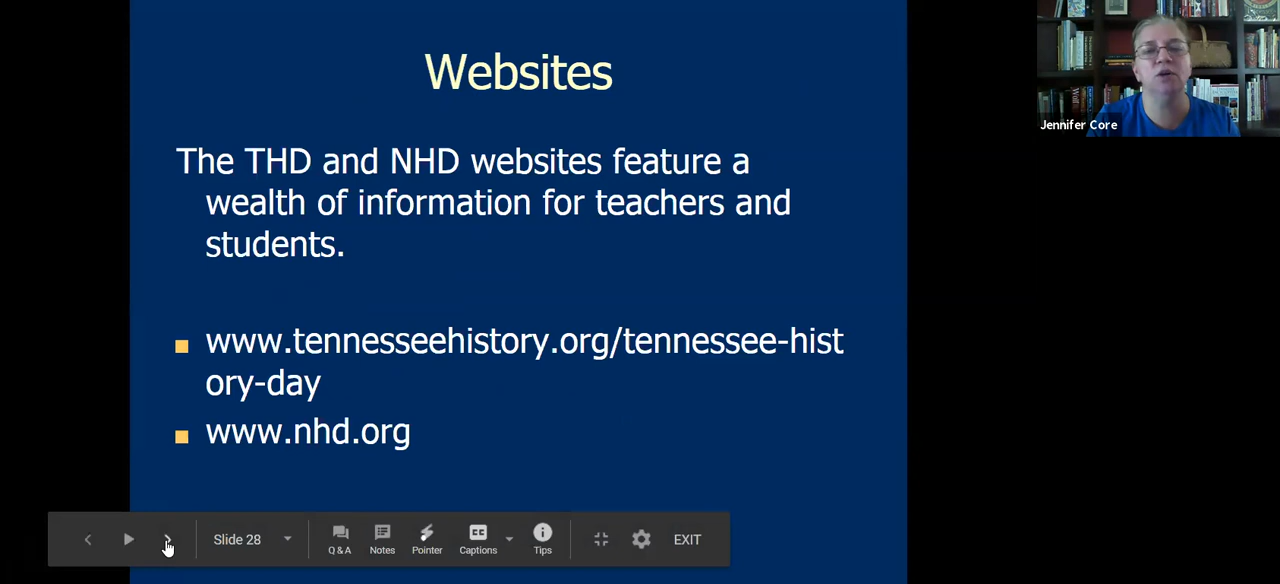 Websites
The THD and NHD websites feature a
wealth of information for teachers and
students.
www.tennesseehistory.org/tennessee-hist
ory-day
www.nhd.org
Jennifer Core
Slide 28
Q & A
Notes
Pointer
Captions
Tips
EXIT